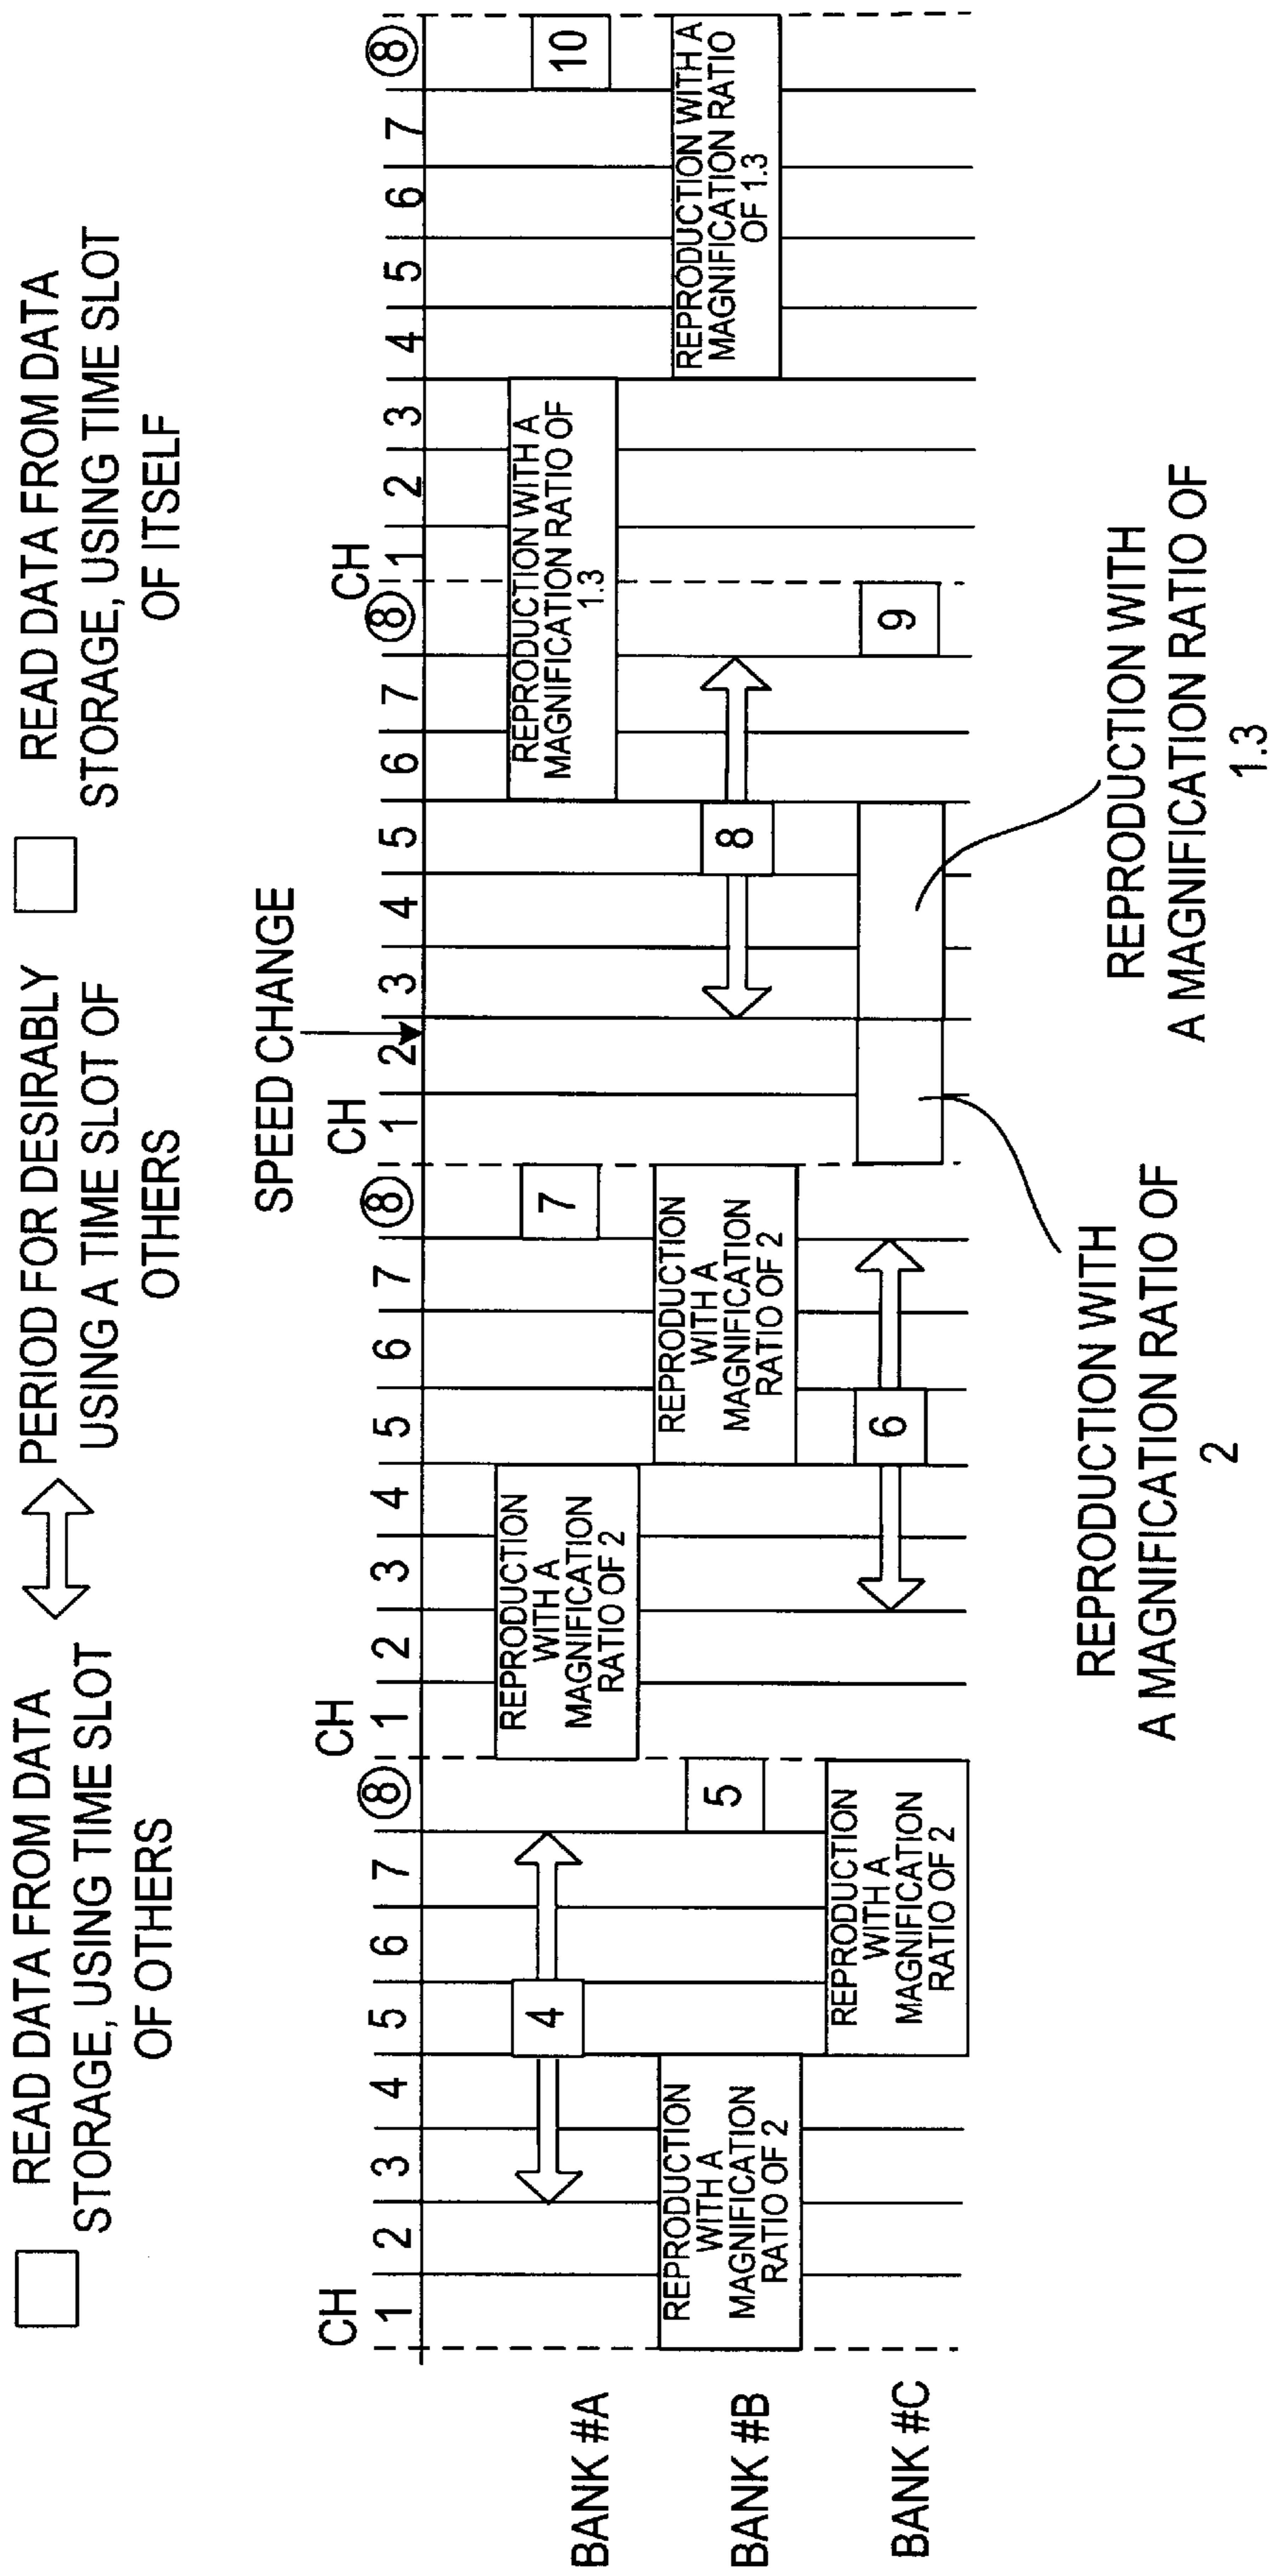 READ DATA FROM DATA
STORAGE, USING TIME SLOT
OF OTHERS
PERIOD FOR DESIRABLY
USING A TIME SLOT OF
OTHERS
READ DATA FROM DATA
STORAGE, USING TIME SLOT
OF ITSELF
SPEED CHANGE
CH CH CH CH
1 2 3 4 5 6 7 8 1 2 3 4 5 6 7 8 1 2 3 4 5 6 7 8 1 2 3 4 5 6 7 8
BANK #A
4
REPRODUCTION
WITH A
MAGNIFICATION
RATIO OF 2
7
REPRODUCTION WITH A
MAGNIFICATION RATIO OF
1.3
10
BANK #B
REPRODUCTION
WITH A
MAGNIFICATION
RATIO OF 2
5
REPRODUCTION
WITH A
MAGNIFICATION
RATIO OF 2
8
REPRODUCTION WITH A
MAGNIFICATION RATIO
OF 1.3
BANK #C
REPRODUCTION
WITH A
MAGNIFICATION
RATIO OF 2
6
9
REPRODUCTION WITH
A MAGNIFICATION RATIO OF
2
REPRODUCTION WITH
A MAGNIFICATION RATIO OF
1.3